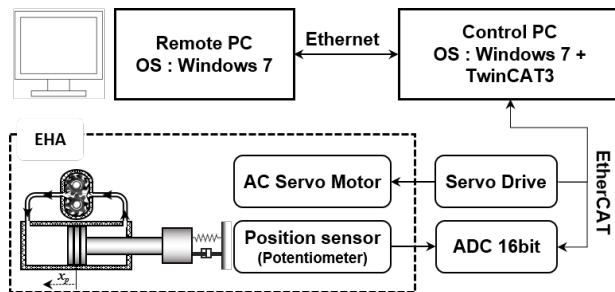 Remote PC
OS : Windows 7
Ethernet
Control PC
OS : Windows 7 +
TwinCAT3
EHA
AC Servo Motor
Servo Drive
EtherCAT
Position sensor
(Potentiometer)
ADC 16bit
xp